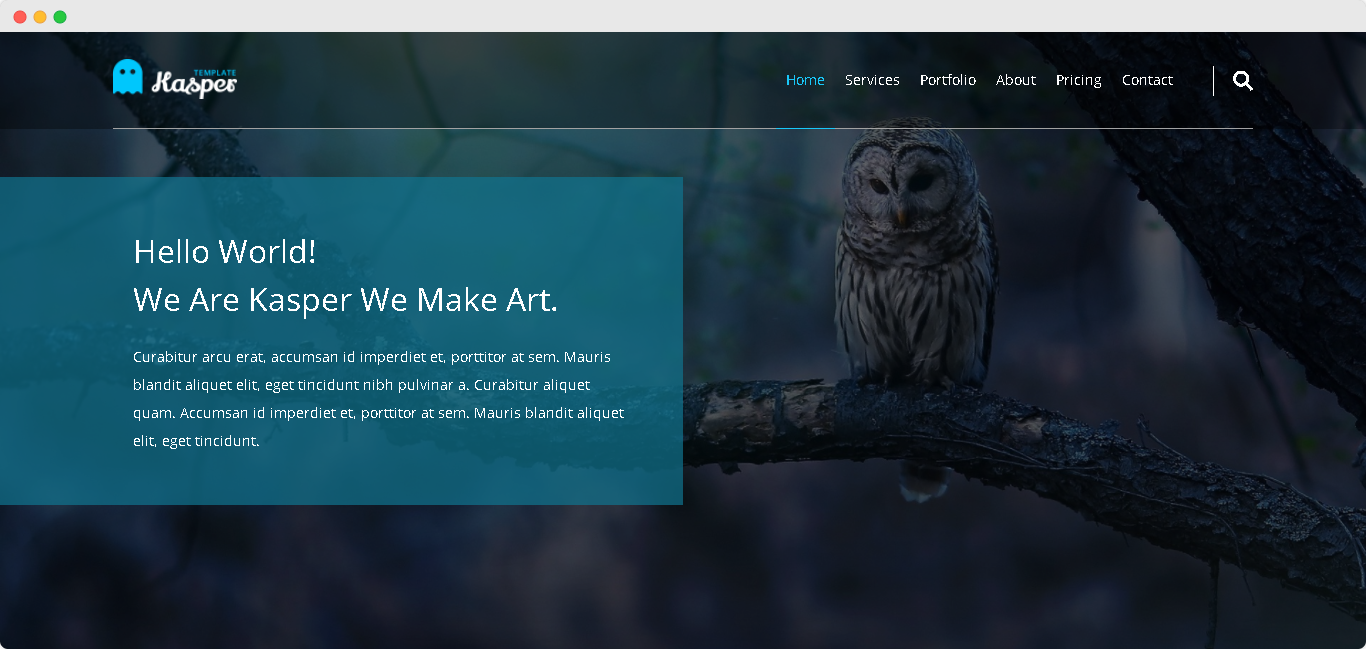 TEMPLATE
Kasper
Home Services Portfolio About Pricing Contact
Hello World!
We Are Kasper We Make Art.
Curabitur arcu erat, accumsan id imperdiet et, porttitor at sem. Mauris
blandit aliquet elit, eget tincidunt nibh pulvinar a. Curabitur aliquet
quam. Accumsan id imperdiet et, porttitor at sem. Mauris blandit aliquet
elit, eget tincidunt.